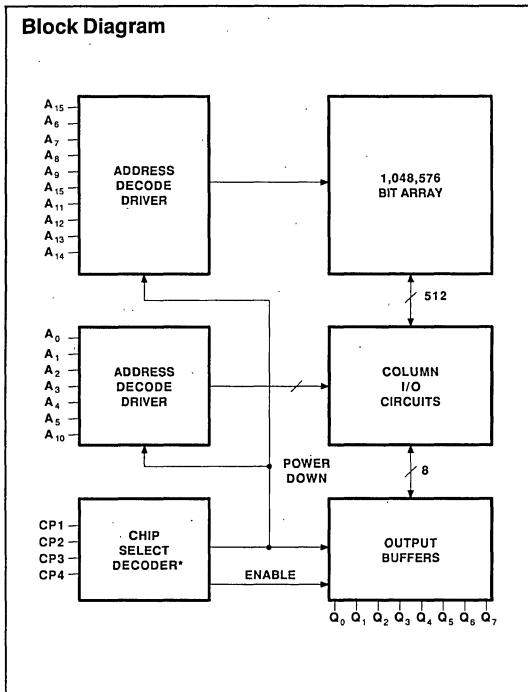 Block Diagram
A15
A6
A7
A8
A9
A15
A11
A12
A13
A14
ADDRESS
DECODE
DRIVER
1,048,576
BIT ARRAY
512
A0
A1
A2
A3
A4
A5
A10
ADDRESS
DECODE
DRIVER
COLUMN
I/O
CIRCUITS
POWER
DOWN
8
CP1
CP2
CP3
CP4
CHIP
SELECT
DECODER*
ENABLE
OUTPUT
BUFFERS
Q0 Q1 Q2 Q3 Q4 Q5 Q6 Q7